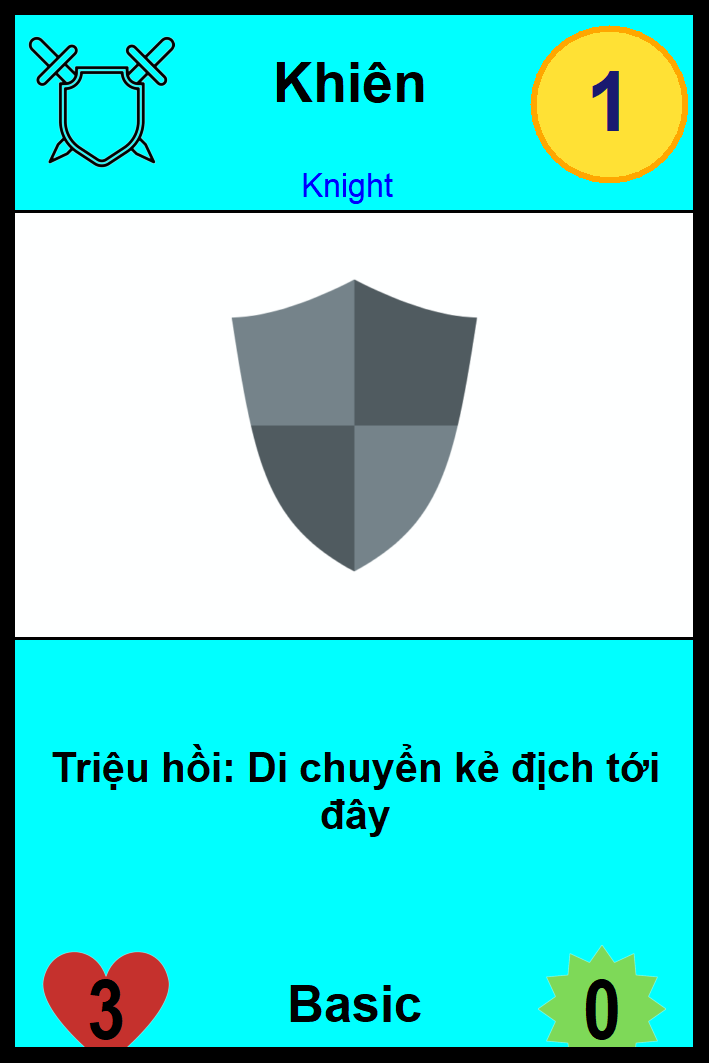 Khiên
1
Knight
Triệu hồi: Di chuyển kẻ địch tới
đây
3
Basic
0